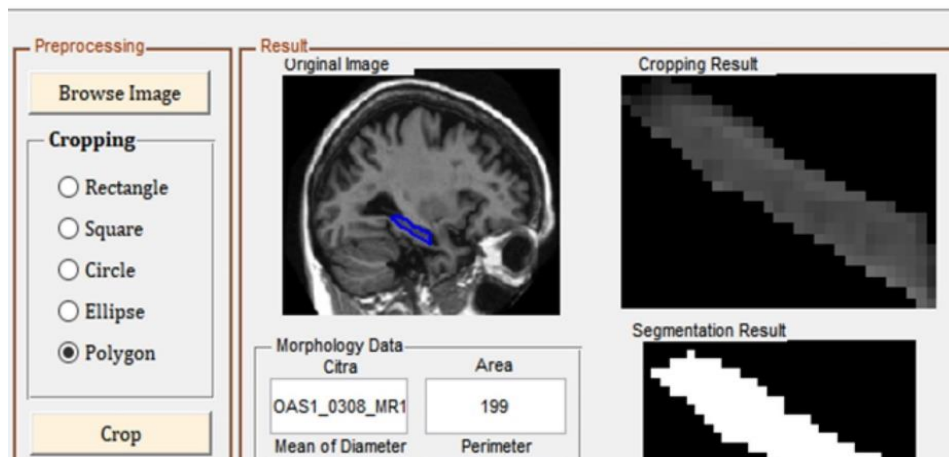 Preprocessing
Browse Image
Cropping
Rectangle
Square
Circle
Ellipse
Polygon
Crop
Result
Original Image
Cropping Result
Segmentation Result
Morphology Data
Citra
Area
OAS1_0308_MR1
199
Mean of Diameter
Perimeter